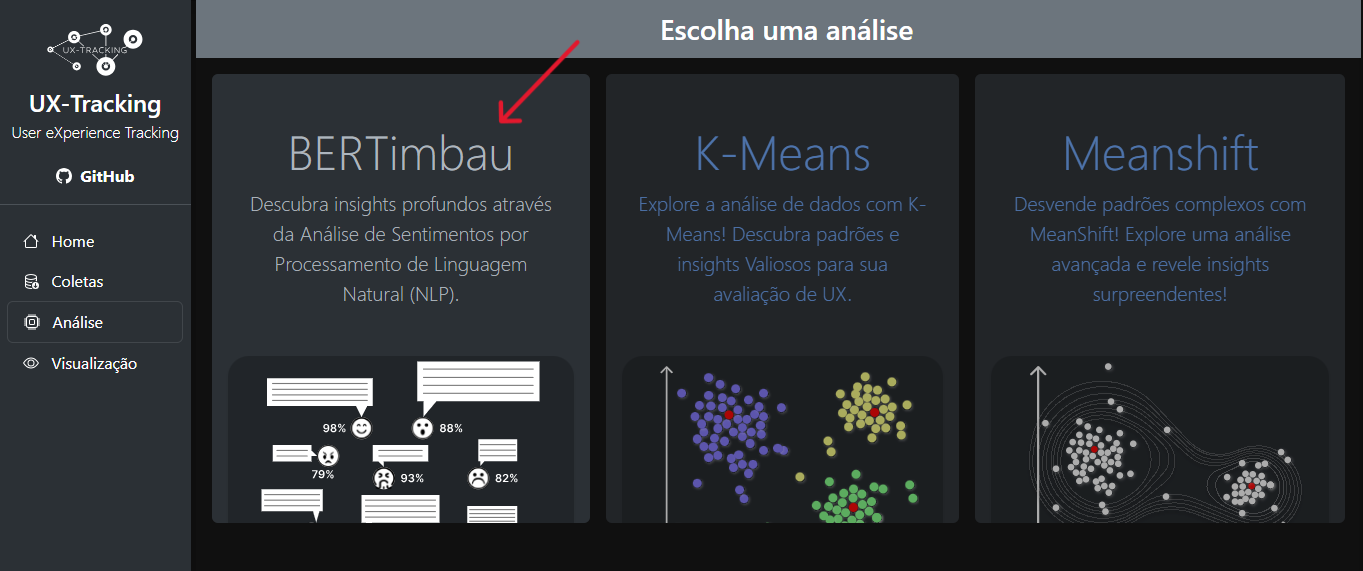 UX-TRACKING
UX-Tracking
User eXperience Tracking
GitHub
Home
Coletas
Análise
Visualização
Escolha uma análise
BERTimbau
Descubra insights profundos através
da Análise de Sentimentos por
Processamento de Linguagem
Natural (NLP).
98%
88%
79%
93%
82%
K-Means
Explore a análise de dados com K-
Means! Descubra padrões e
insights Valiosos para sua
avaliação de UX.
Meanshift
Desvende padrões complexos com
MeanShift! Explore uma análise
avançada e revele insights
surpreendentes!